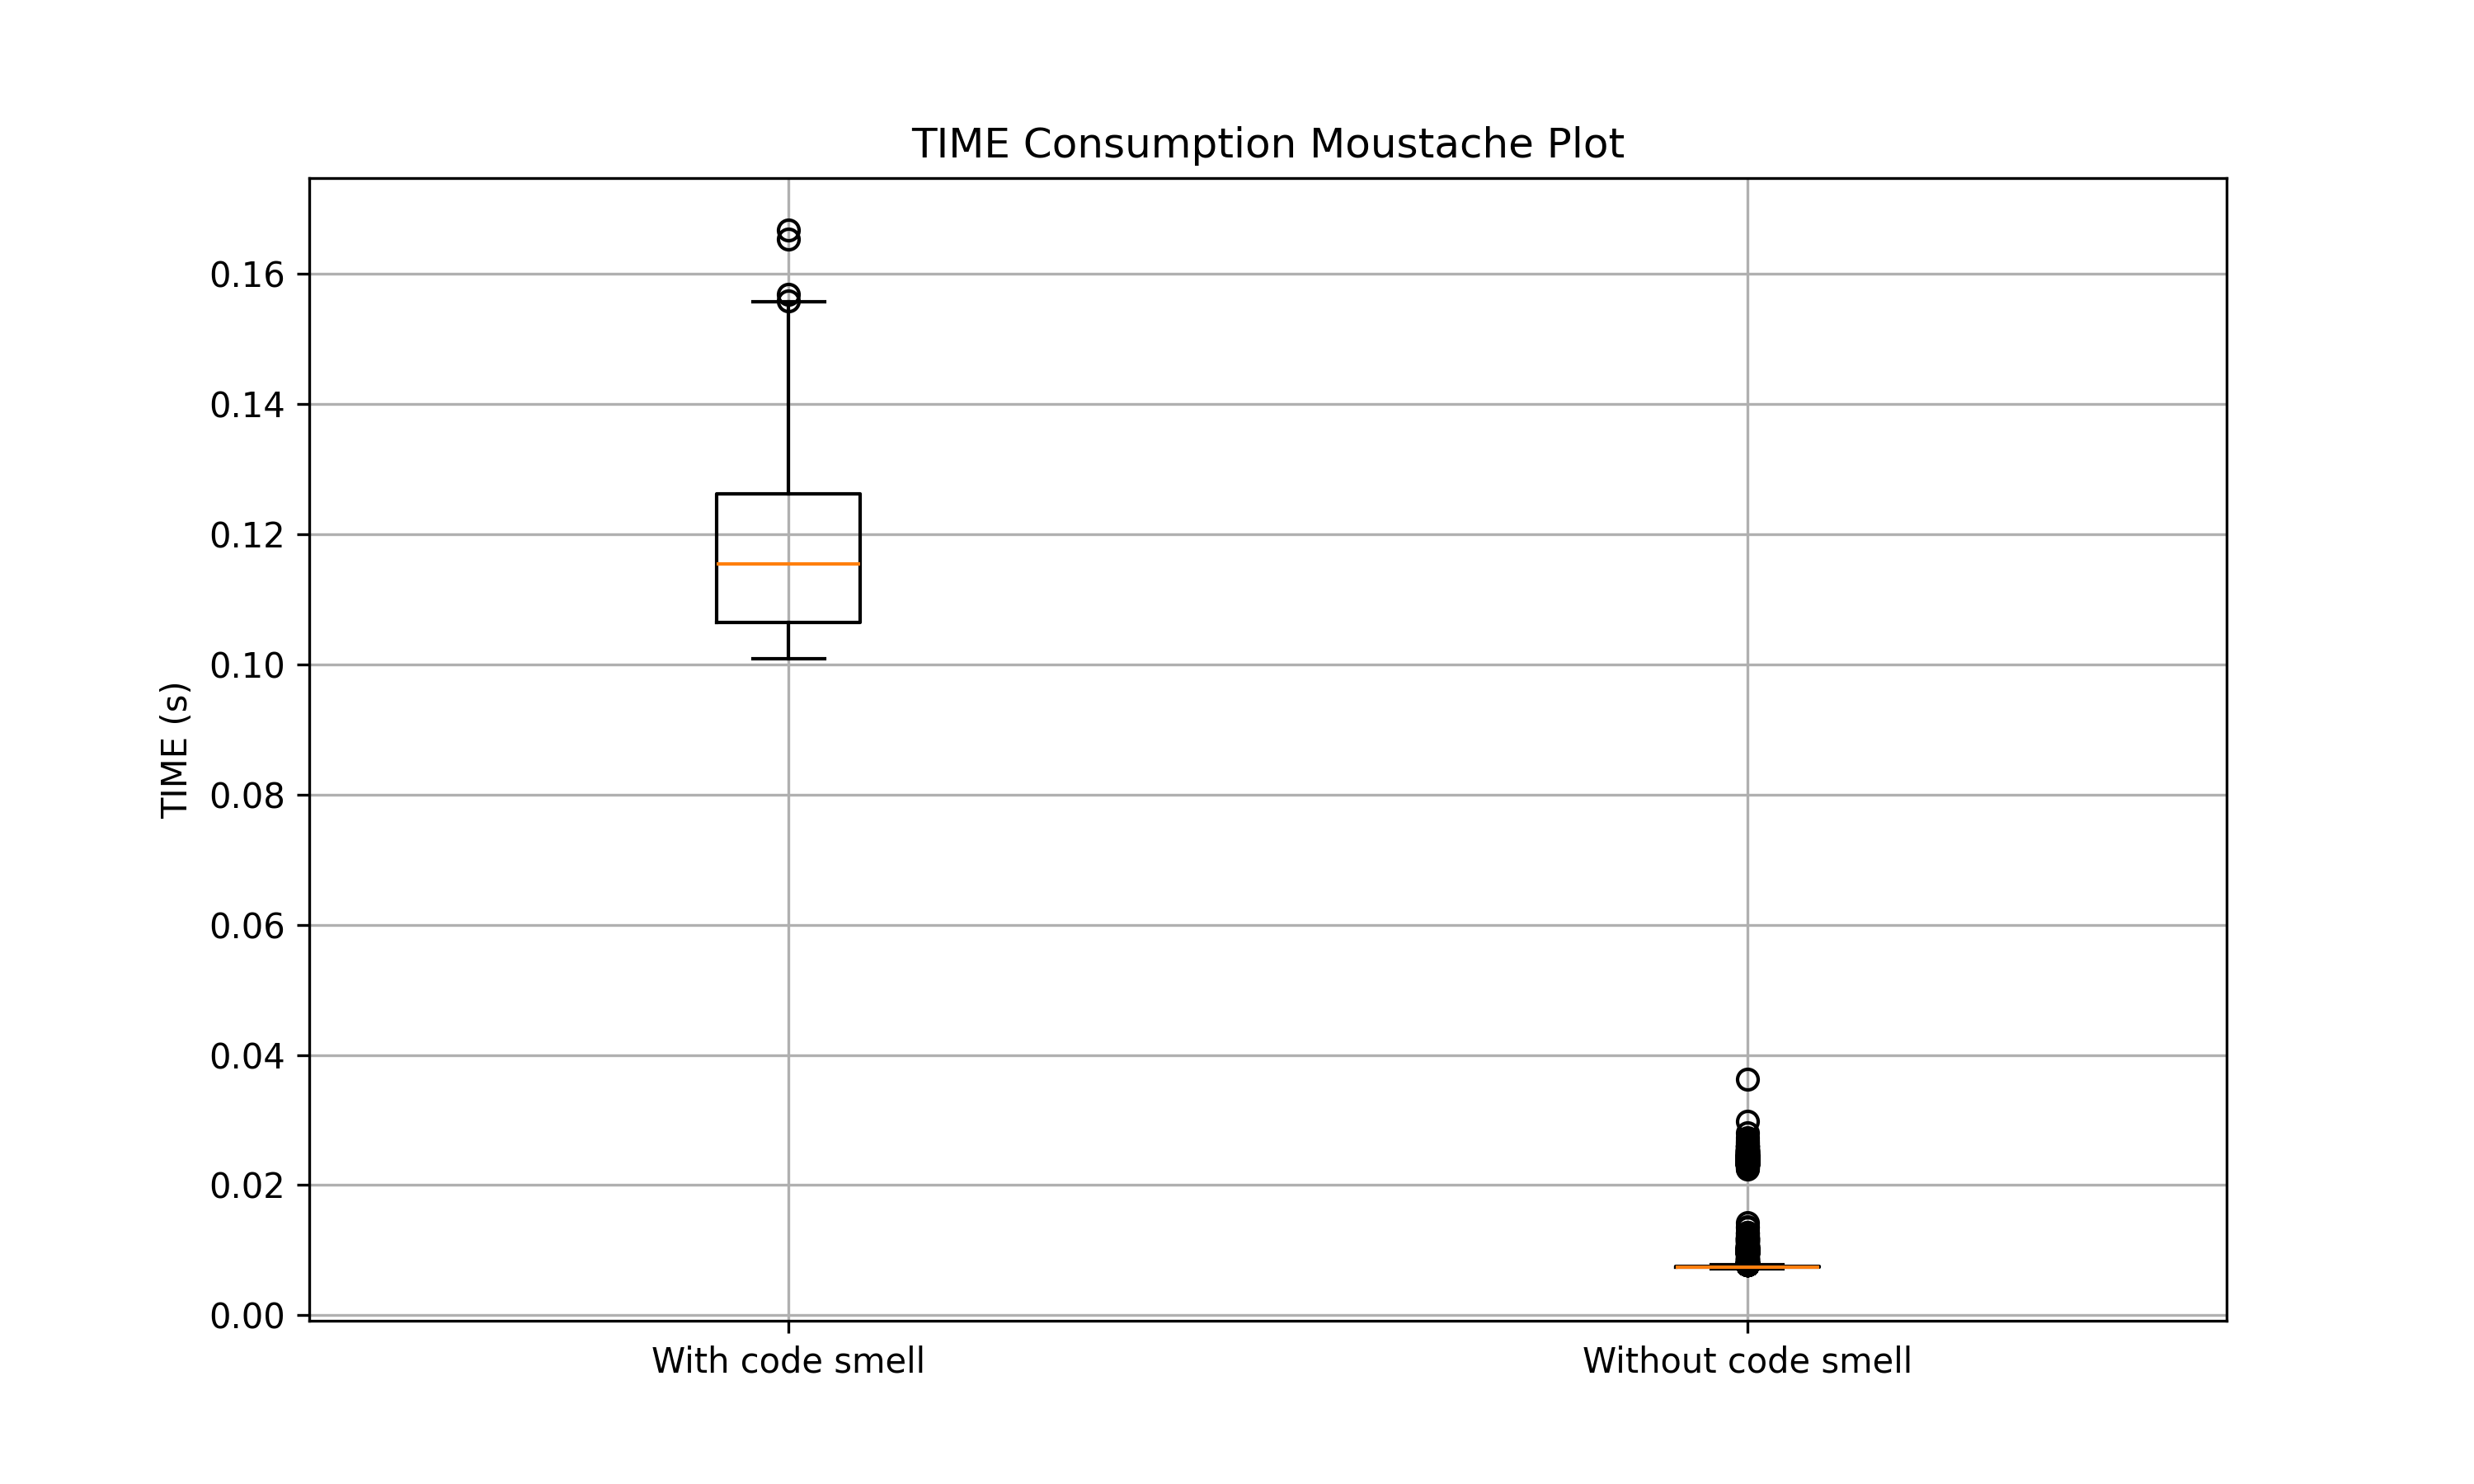 TIME Consumption Moustache Plot
TIME (s)
0.16
0.14
0.12
0.10
0.08
0.06
0.04
0.02
0.00
With code smell
Without code smell